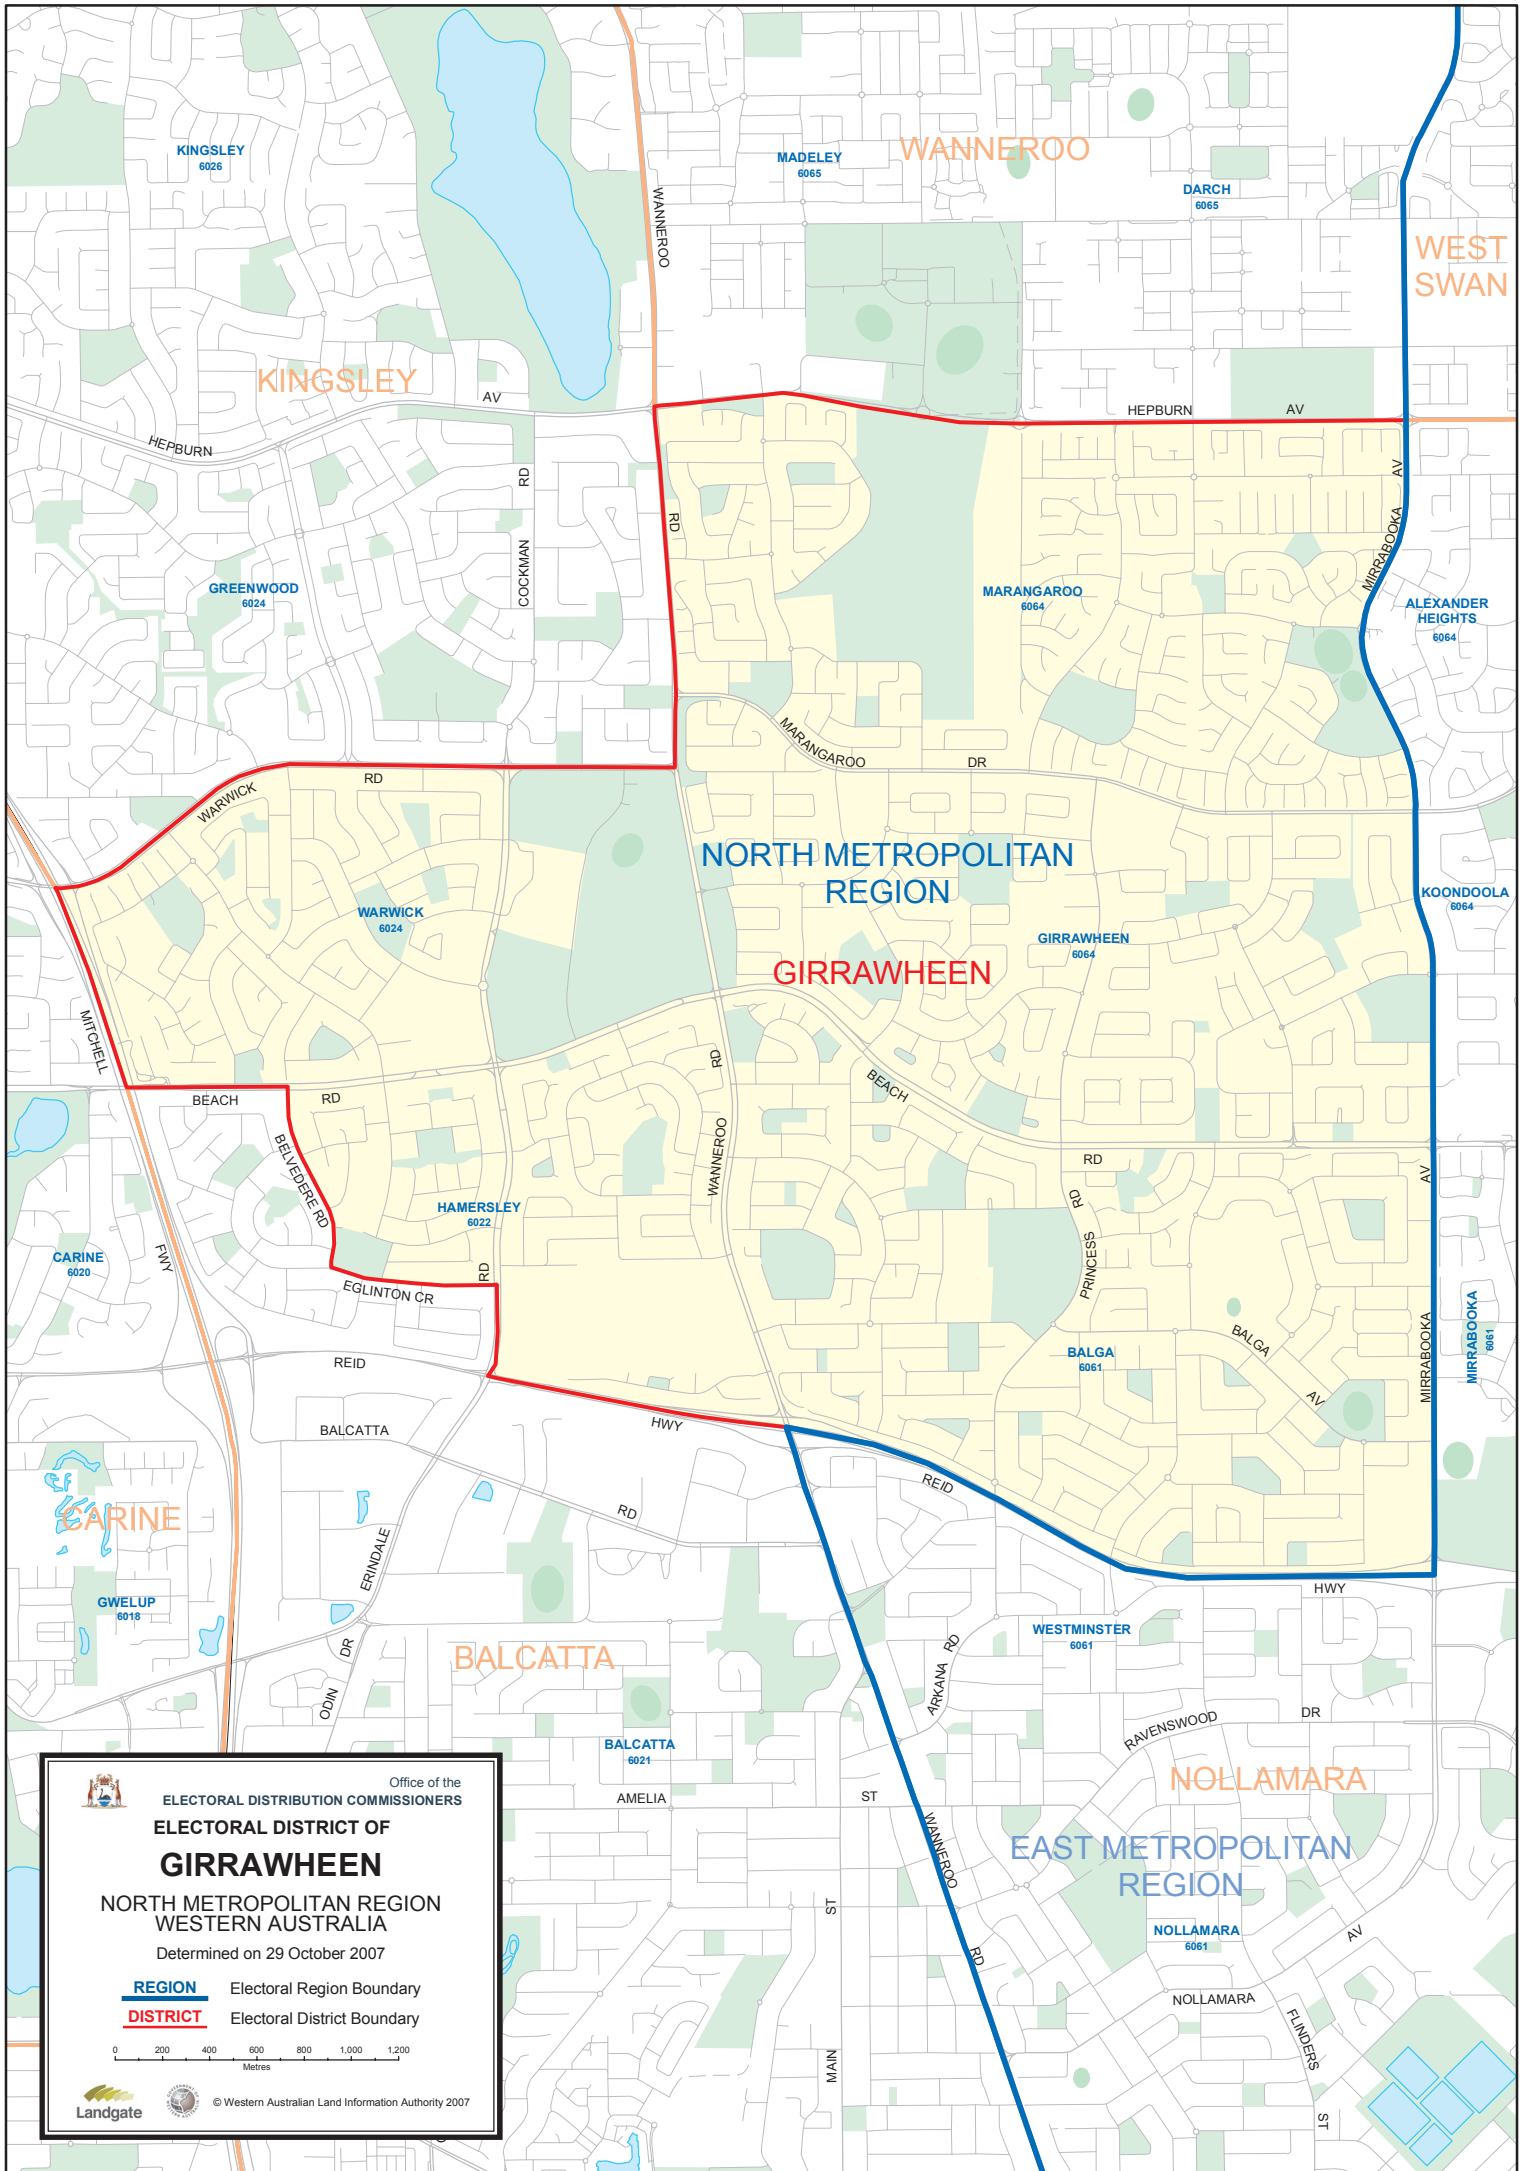 KINGSLEY
6026
WANNEROO
MADELEY
6065
WANNEROO
DARCH
6065
WEST
SWAN
KINGSLEY
AV
HEPBURN
AV
HEPBURN
RD
AV
RD
MIRRABOOKA
COCKMAN
GREENWOOD
6024
MARANGAROO
6064
ALEXANDER
HEIGHTS
6064
MARANGAROO
DR
RD
WARWICK
NORTH METROPOLITAN
REGION
WARWICK
6024
KOONDOOLA
6064
GIRRAWHEEN
6064
GIRRAWHEEN
MITCHELL
RD
BEACH
BEACH
RD
WANNEROO
RD
AV
BELVEDERE RD
RD
HAMERSLEY
6022
PRINCESS
CARINE
6020
FWY
RD
EGLINTON CR
MIRRABOOKA
6061
BALGA
MIRRABOOKA
REID
BALGA
6061
AV
HWY
BALCATTA
REID
CARINE
RD
ERINDALE
HWY
GWELUP
6018
WESTMINSTER
6061
DR
BALCATTA
RD
ARKANA
ODIN
RAVENSWOOD
DR
BALCATTA
6021
NOLLAMARA
AMELIA
ST
WANNEROO
EAST METROPOLITAN
REGION
ST
NOLLAMARA
6061
AV
RD
NOLLAMARA
FLINDERS
MAIN
ST
Office of the
ELECTORAL DISTRIBUTION COMMISSIONERS
ELECTORAL DISTRICT OF
GIRRAWHEEN
NORTH METROPOLITAN REGION
WESTERN AUSTRALIA
Determined on 29 October 2007
REGION Electoral Region Boundary
DISTRICT Electoral District Boundary
0 200 400 600 800 1,000 1,200
Metres
Landgate
© Western Australian Land Information Authority 2007